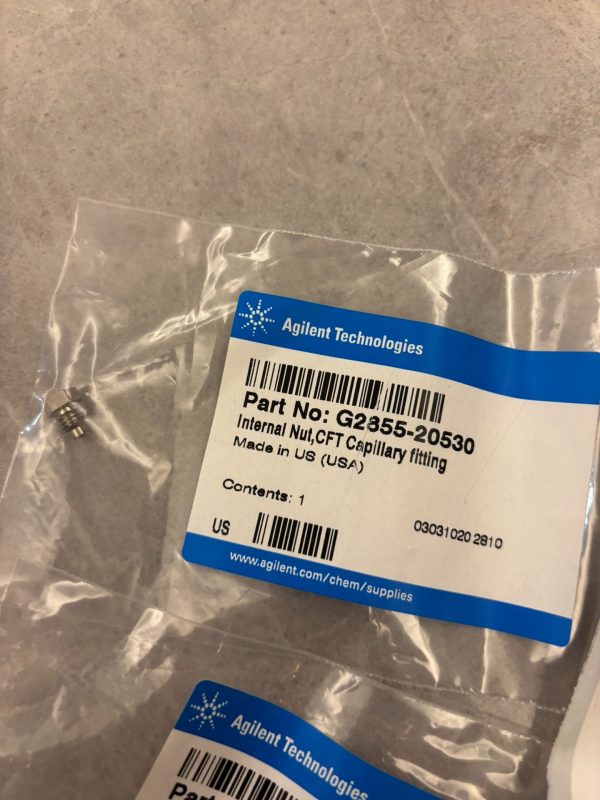 Agilent Technologies
Part No: G2855-20530
Internal Nut,CFT Capillary fitting
Made in US (USA)
Contents: 1
US
03031020 2810
www.agilent.com/chem/supplies
Agilent Technologies
Part